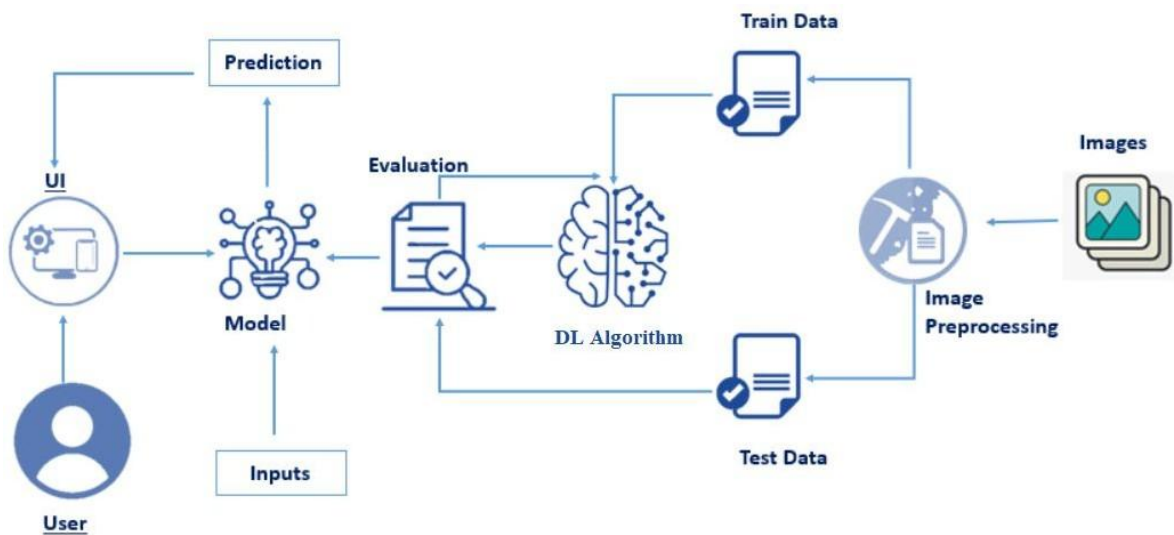 Train Data
Prediction
Images
Evaluation
UI
Image
Preprocessing
Model
DL Algorithm
Test Data
Inputs
User